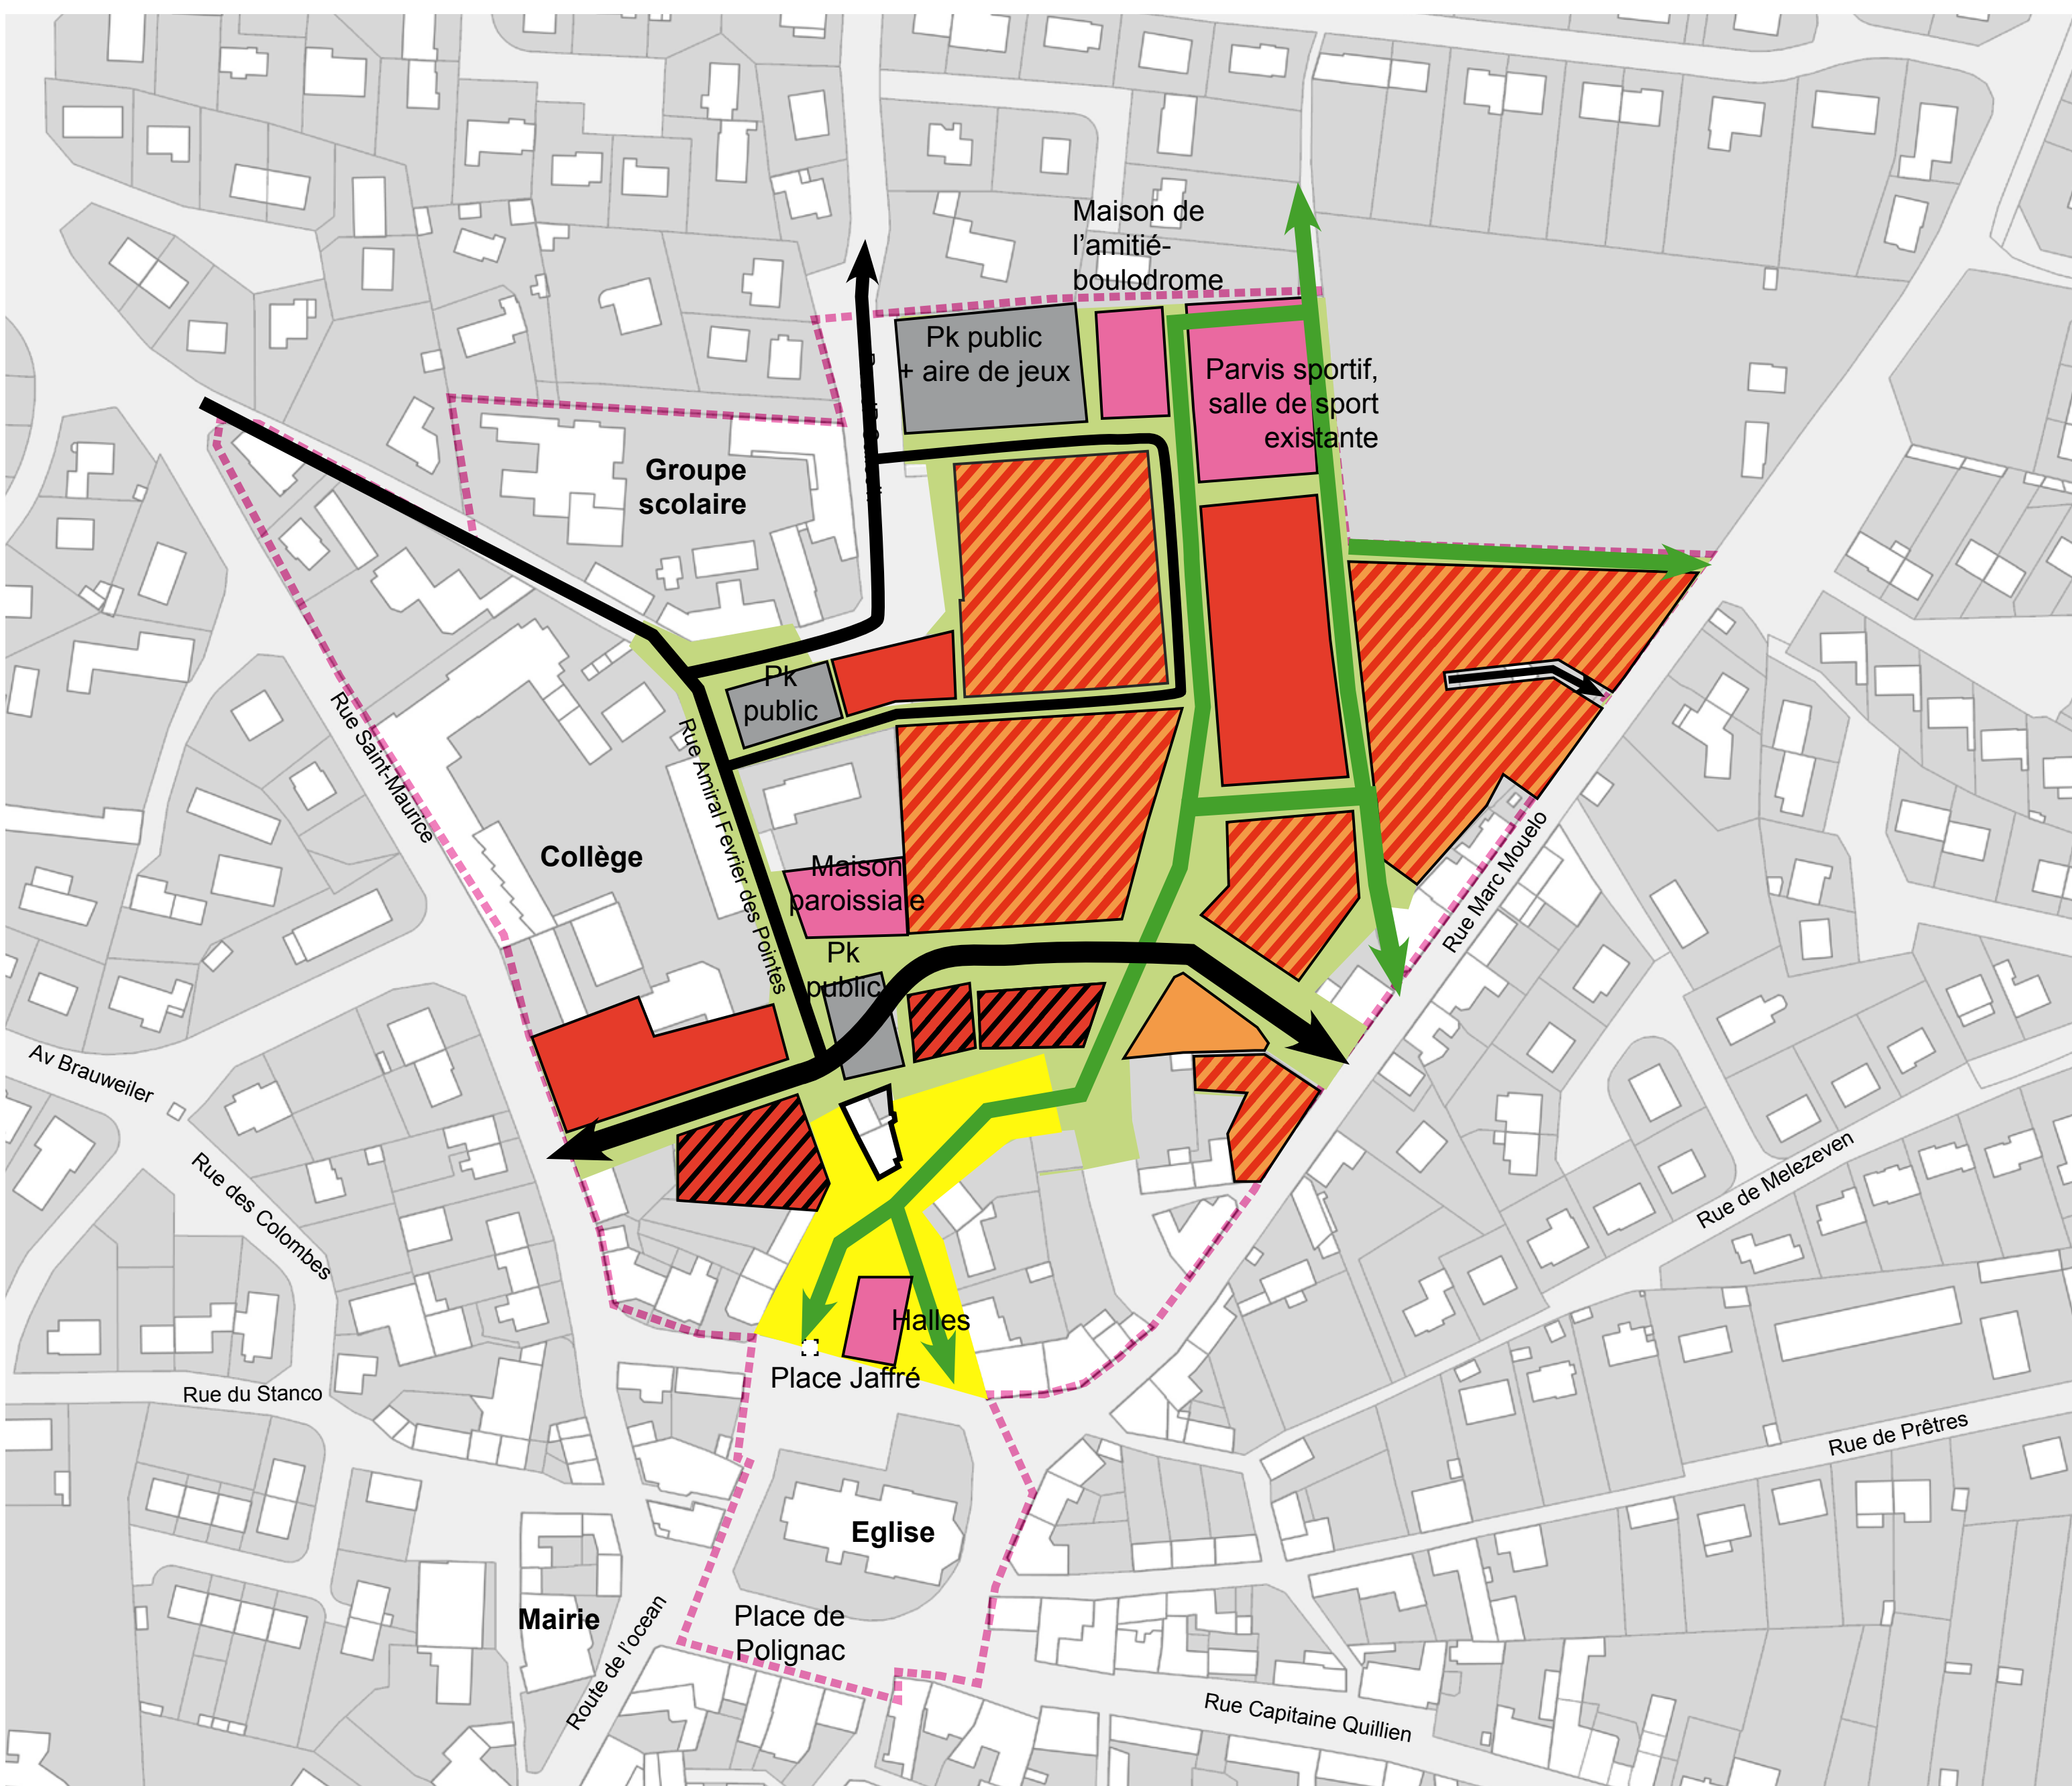 Maison de
l’amitié-
boulodrome
Pk public
+ aire de jeux
Parvis sportif,
salle de sport
existante
Groupe
scolaire
Pk
public
Rue Saint-Maurice
Rue Amiral Fevrier des Pointes
Collège
Maison
paroissiale
Rue Marc Mouelo
Pk
public
Av Brauweiler
Rue des Colombes
Rue de Melezeven
Halles
Place Jaffré
Rue du Stanco
Rue de Prêtres
Eglise
Mairie
Place de
Polignac
Route de l’ocean
Rue Capitaine Quillien